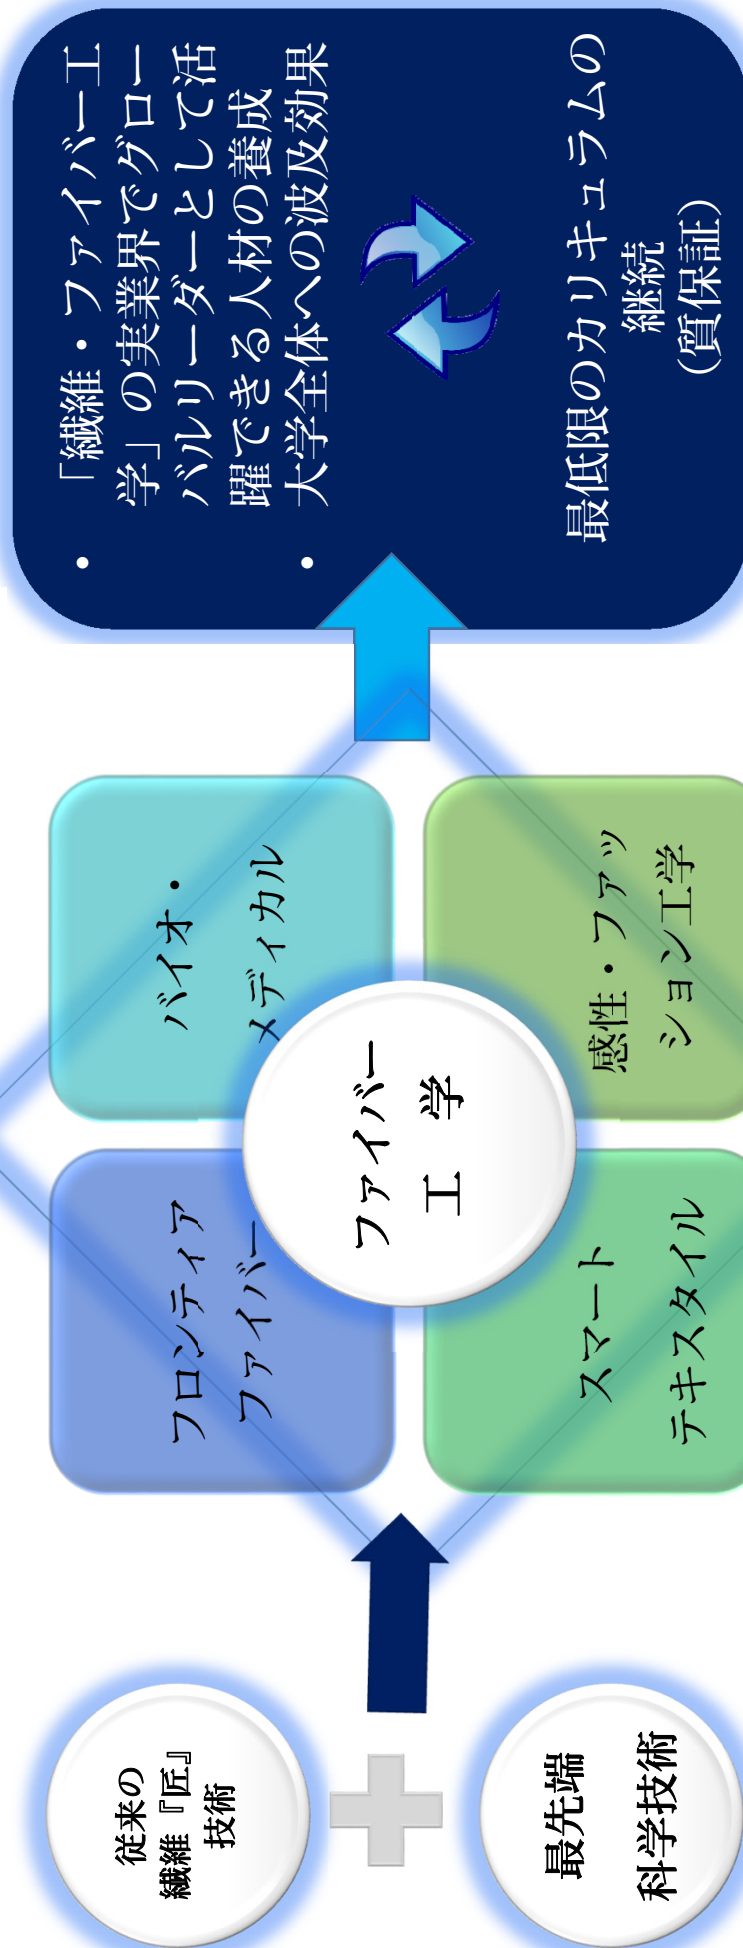 従来の
繊維『匠』
技術
最先端
科学技術
フロンティア
ファイバー
バイオ・
メディカル
ファイバー
工 学
スマート
テキスタイル
感性・ファッ
ション工学
• 「繊維・ファイバー工
学」の実業界でグロー
バルリーダーとして活
躍できる人材の養成
• 大学全体への波及効果
最低限のカリキュラムの
継続
(質保証)